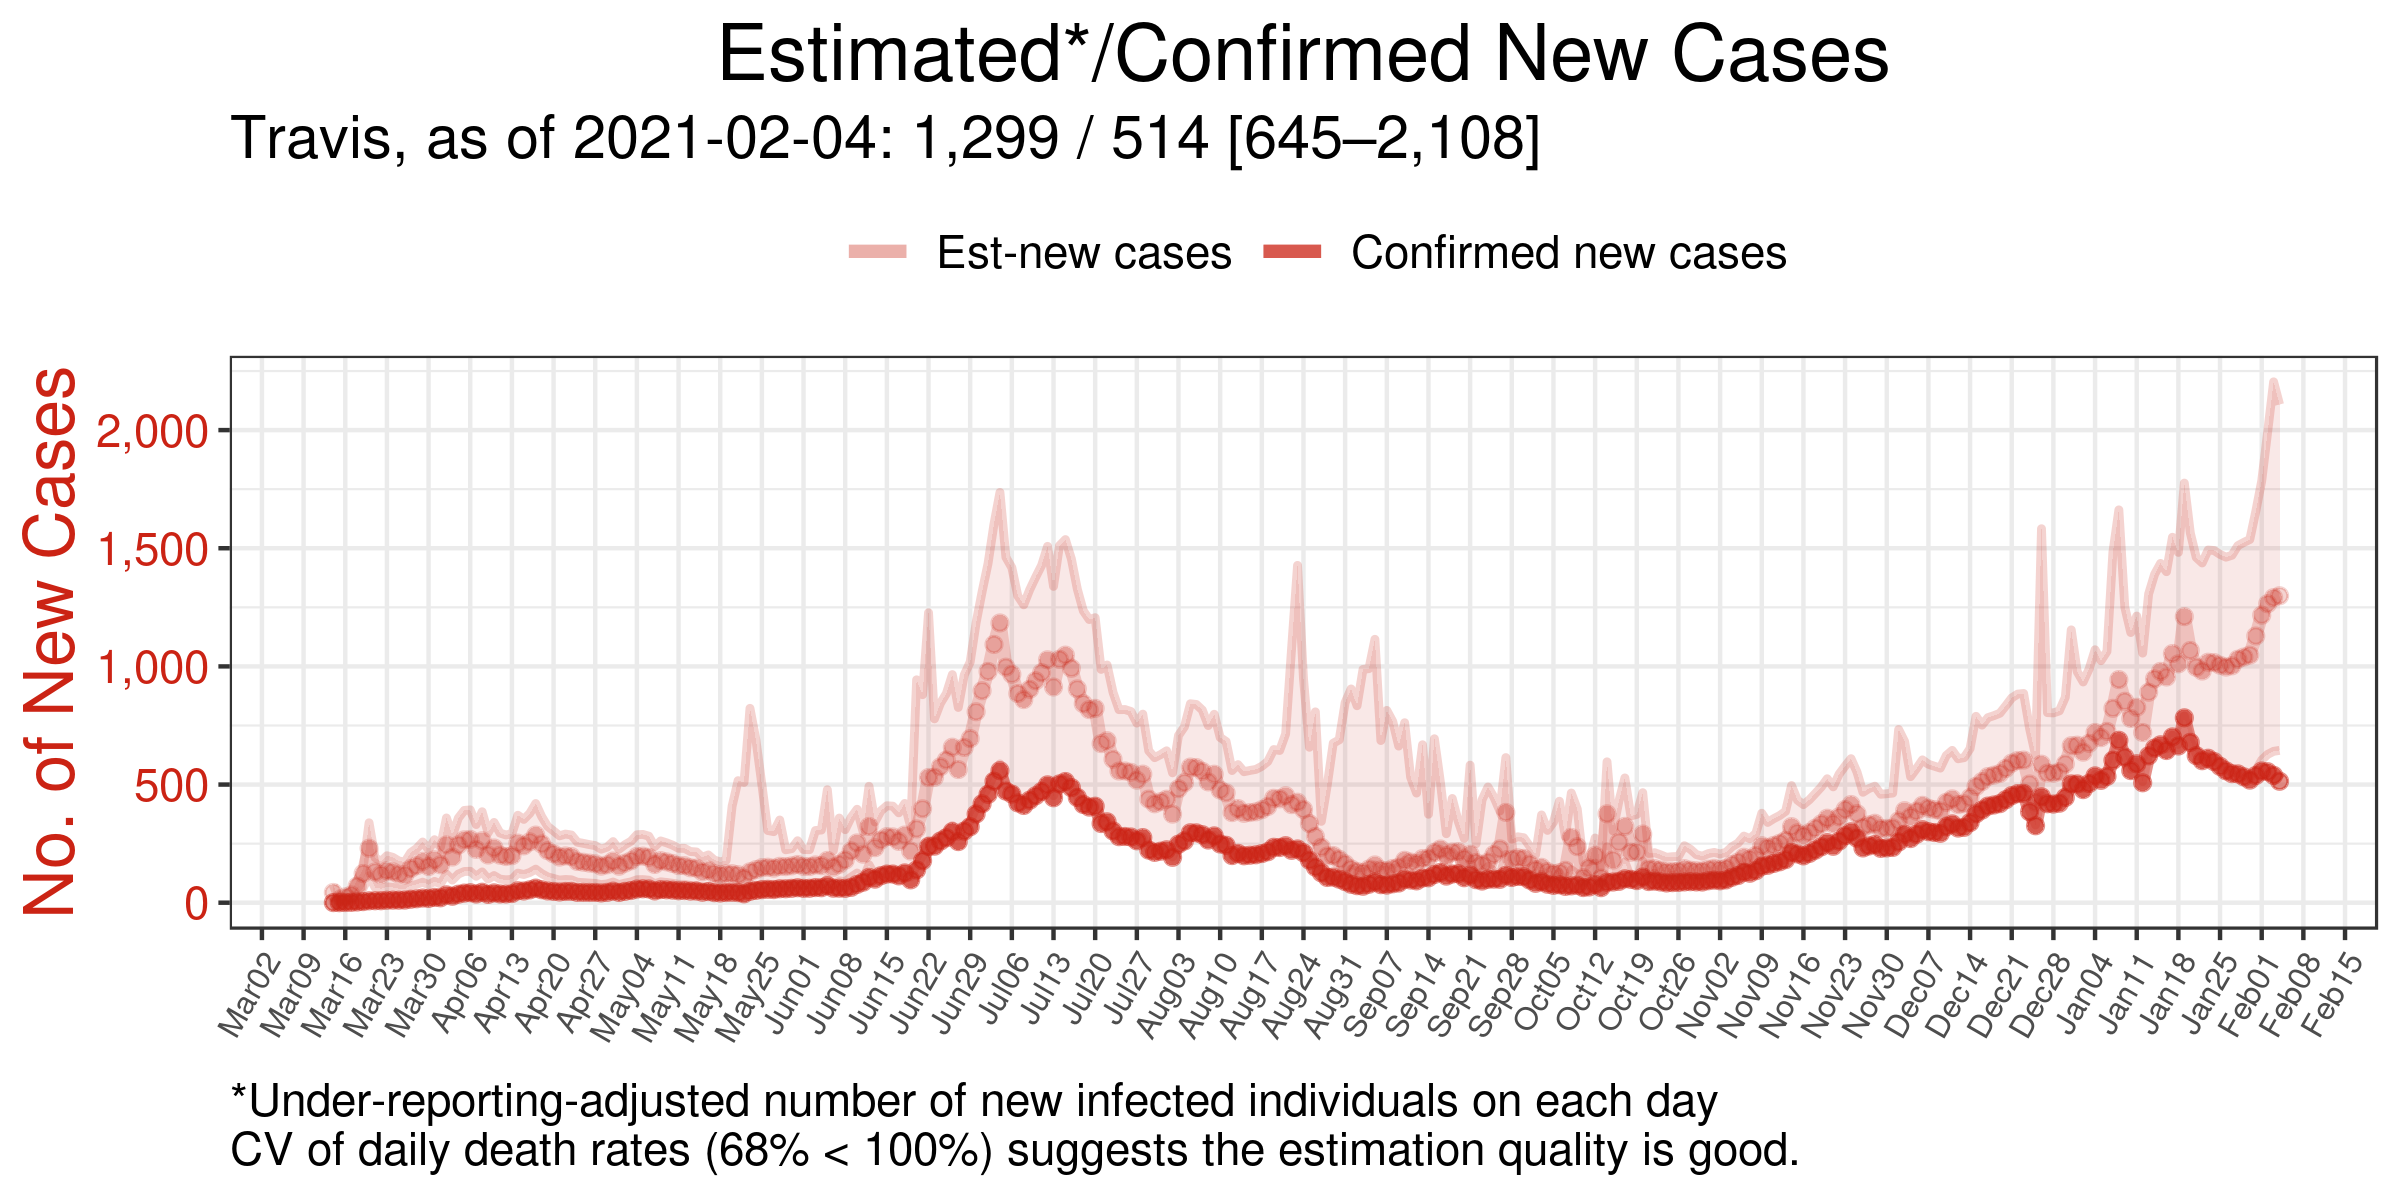 Estimated*/Confirmed New Cases
Travis, as of 2021-02-04: 1,299 / 514 [645–2,108]
Est-new cases Confirmed new cases
No. of New Cases
2,000
1,500
1,000
500
0
Mar02 Mar09 Mar16 Mar23 Mar30 Apr06 Apr13 Apr20 Apr27 May04 May11 May18 May25 Jun01 Jun08 Jun15 Jun22 Jun29 Jul06 Jul13 Jul20 Jul27 Aug03 Aug10 Aug17 Aug24 Aug31 Sep07 Sep14 Sep21 Sep28 Oct05 Oct12 Oct19 Oct26 Nov02 Nov09 Nov16 Nov23 Nov30 Dec07 Dec14 Dec21 Dec28 Jan04 Jan11 Jan18 Jan25 Feb01 Feb08 Feb15
*Under-reporting-adjusted number of new infected individuals on each day
CV of daily death rates (68% < 100%) suggests the estimation quality is good.